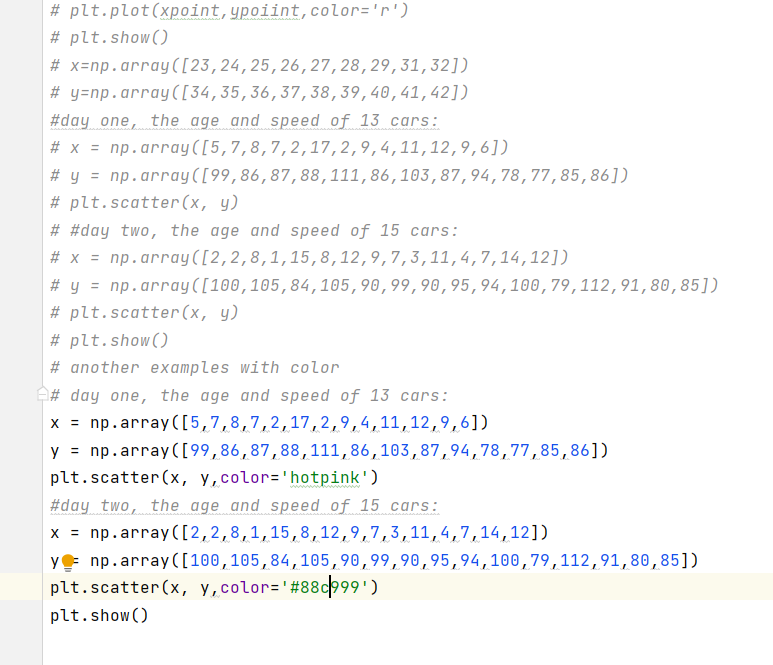 # plt.plot(xpoint,ypoiint,color='r')
# plt.show()
# x=np.array([23,24,25,26,27,28,29,31,32])
# y=np.array([34,35,36,37,38,39,40,41,42])
#day one, the age and speed of 13 cars:
# x = np.array([5,7,8,7,2,17,2,9,4,11,12,9,6])
# y = np.array([99,86,87,88,111,86,103,87,94,78,77,85,86])
# plt.scatter(x, y)
# #day two, the age and speed of 15 cars:
# x = np.array([2,2,8,1,15,8,12,9,7,3,11,4,7,14,12])
# y = np.array([100,105,84,105,90,99,90,95,94,100,79,112,91,80,85])
# plt.scatter(x, y)
# plt.show()
# another examples with color
# day one, the age and speed of 13 cars:
x = np.array([5,7,8,7,2,17,2,9,4,11,12,9,6])
y = np.array([99,86,87,88,111,86,103,87,94,78,77,85,86])
plt.scatter(x, y,color='hotpink')
#day two, the age and speed of 15 cars:
x = np.array([2,2,8,1,15,8,12,9,7,3,11,4,7,14,12])
y = np.array([100,105,84,105,90,99,90,95,94,100,79,112,91,80,85])
plt.scatter(x, y,color='#88c999')
plt.show()